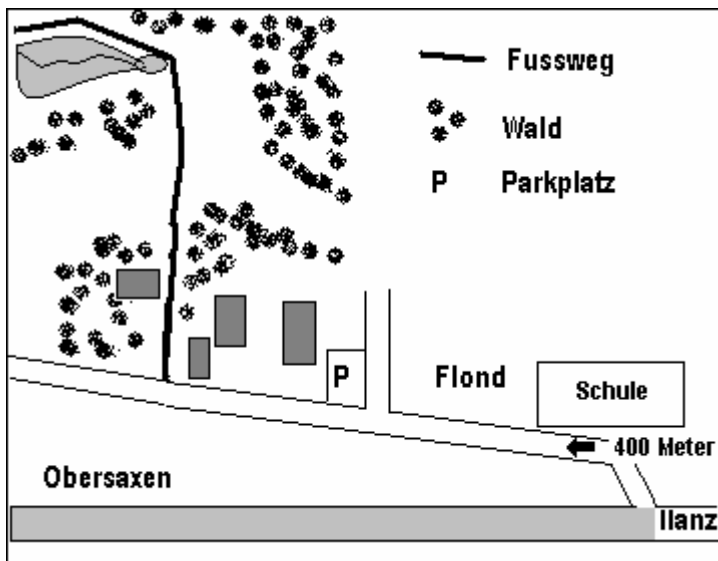 Fussweg
Wald
P Parkplatz
P
Flond
Schule
400 Meter
Obersaxen
Ilanz